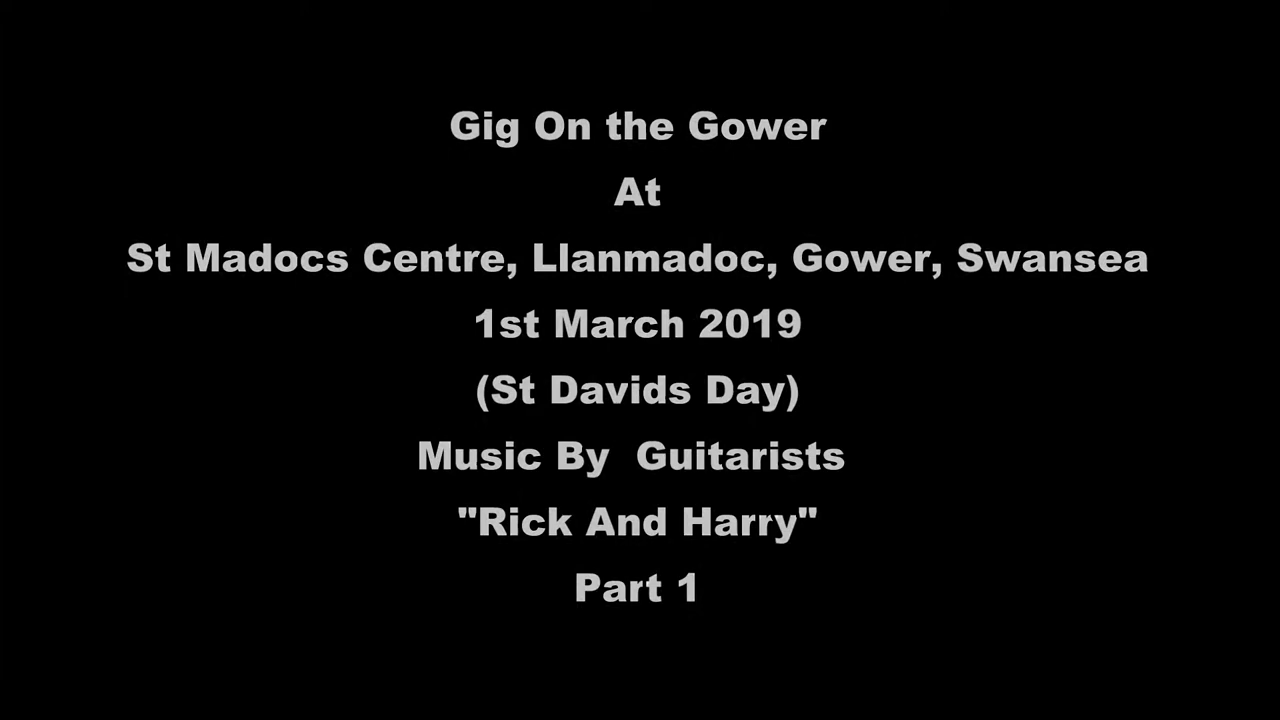 Gig On the Gower
At
St Madocs Centre, Llanmadoc, Gower, Swansea
1st March 2019
(St Davids Day)
Music By  Guitarists
"Rick And Harry"
Part 1